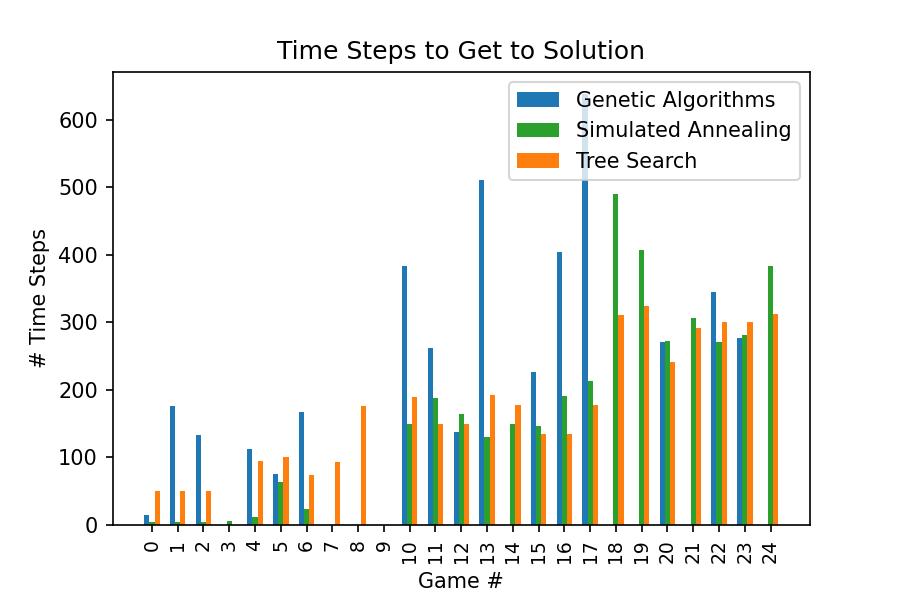 Time Steps to Get to Solution
Genetic Algorithms
Simulated Annealing
Tree Search
# Time Steps
600
500
400
300
200
100
0
0 1 2 3 4 5 6 7 8 9 10 11 12 13 14 15 16 17 18 19 20 21 22 23 24
Game #